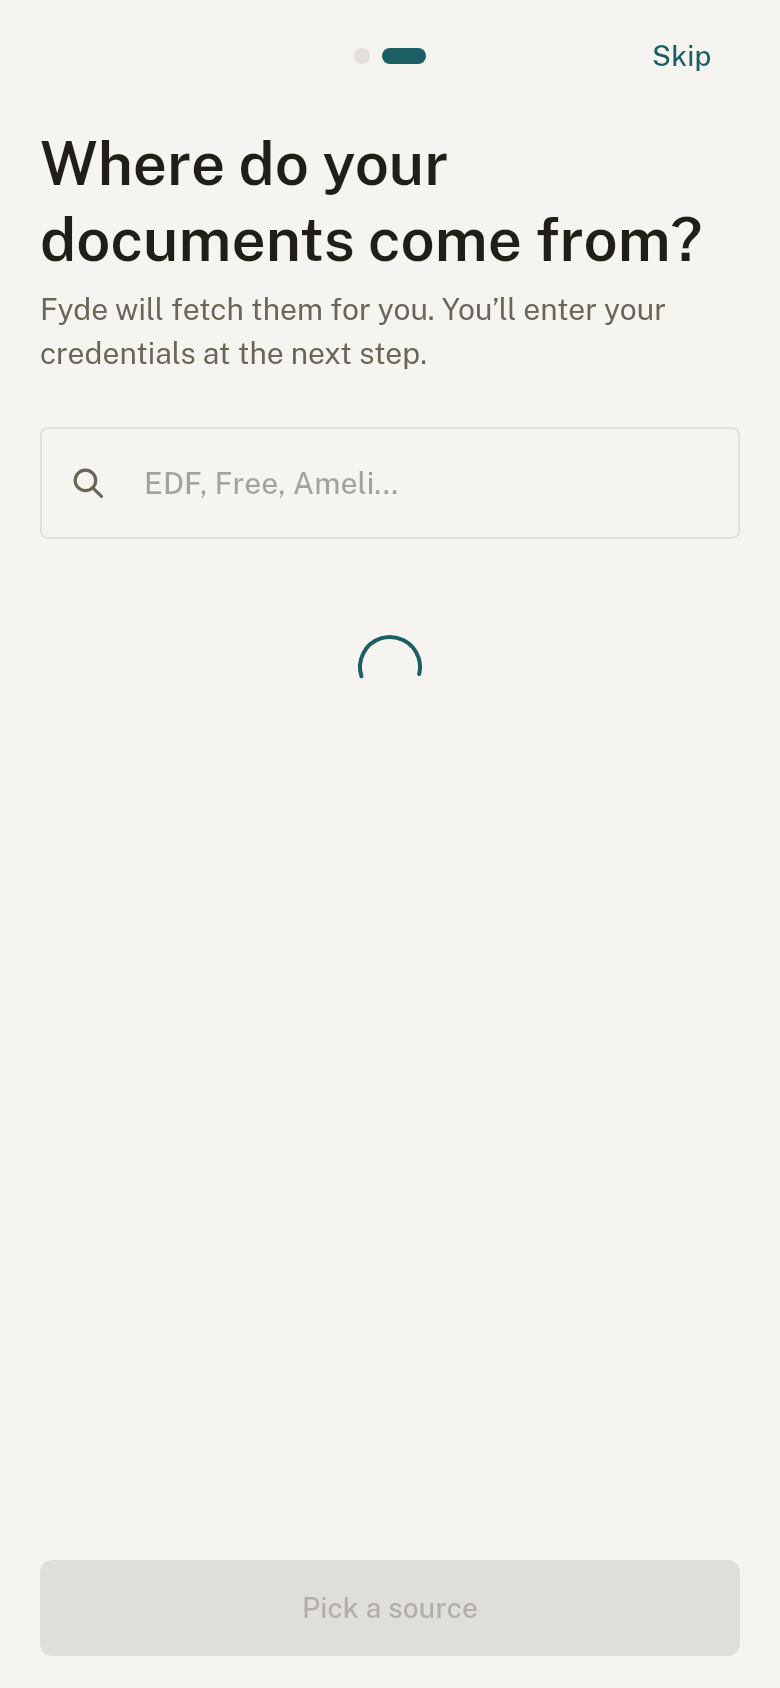 Skip
Where do your
documents come from?
Fyde will fetch them for you. You’ll enter your
credentials at the next step.
EDF, Free, Ameli…
Pick a source